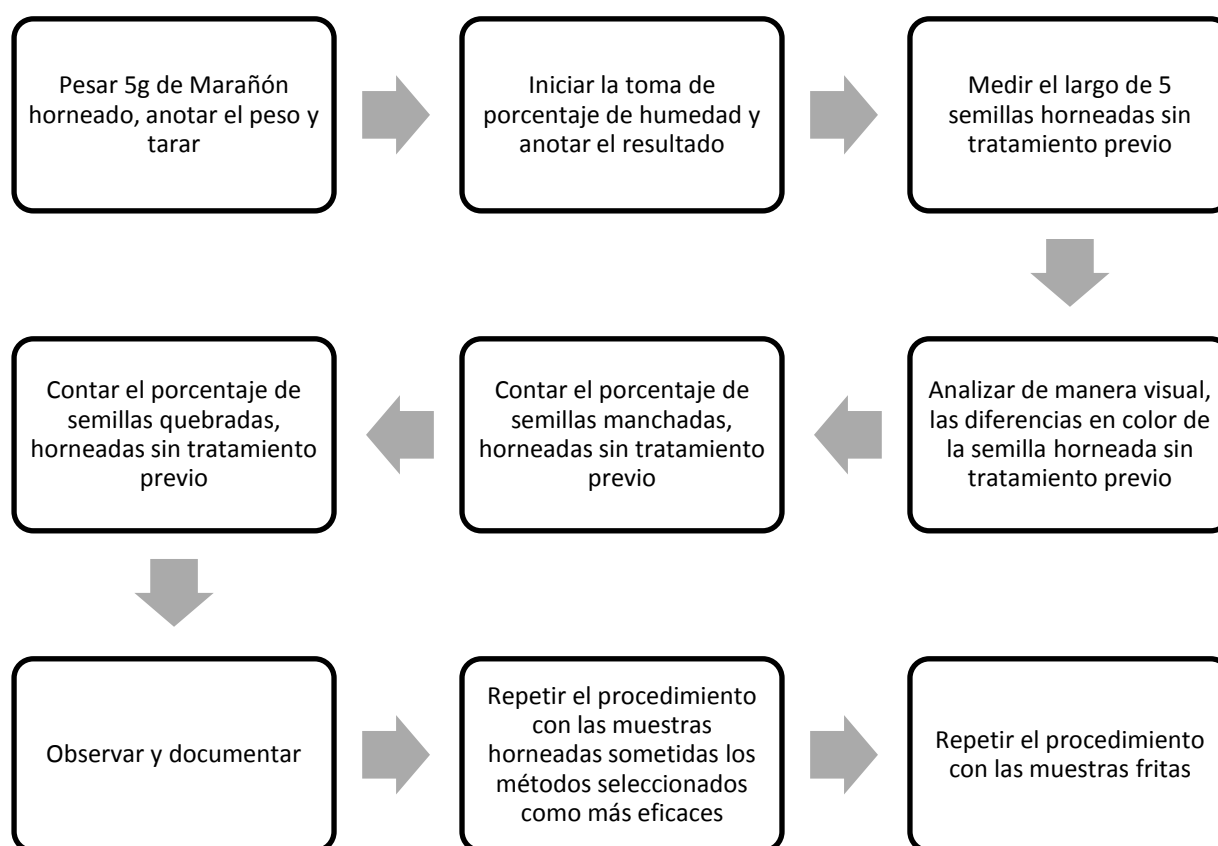 Pesar 5g de Marañón
horneado, anotar el peso y
tarar
Iniciar la toma de
porcentaje de humedad y
anotar el resultado
Medir el largo de 5
semillas horneadas sin
tratamiento previo
Analizar de manera visual,
las diferencias en color de
la semilla horneada sin
tratamiento previo
Contar el porcentaje de
semillas manchadas,
horneadas sin tratamiento
previo
Contar el porcentaje de
semillas quebradas,
horneadas sin tratamiento
previo
Observar y documentar
Repetir el procedimiento
con las muestras
horneadas sometidas los
métodos seleccionados
como más eficaces
Repetir el procedimiento
con las muestras fritas